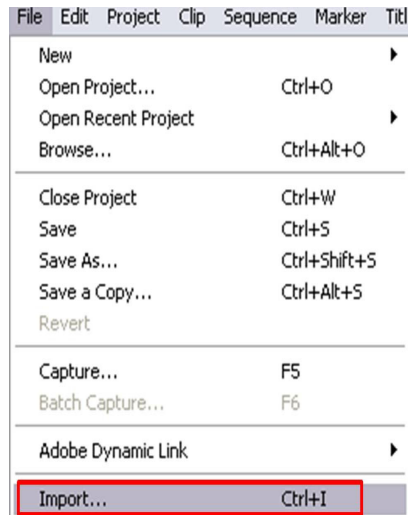 File Edit Project Clip Sequence Marker Titl
New
Open Project... Ctrl+O
Open Recent Project
Browse... Ctrl+Alt+O
Close Project Ctrl+W
Save Ctrl+S
Save As... Ctrl+Shift+S
Save a Copy... Ctrl+Alt+S
Revert
Capture... F5
Batch Capture... F6
Adobe Dynamic Link
Import... Ctrl+I